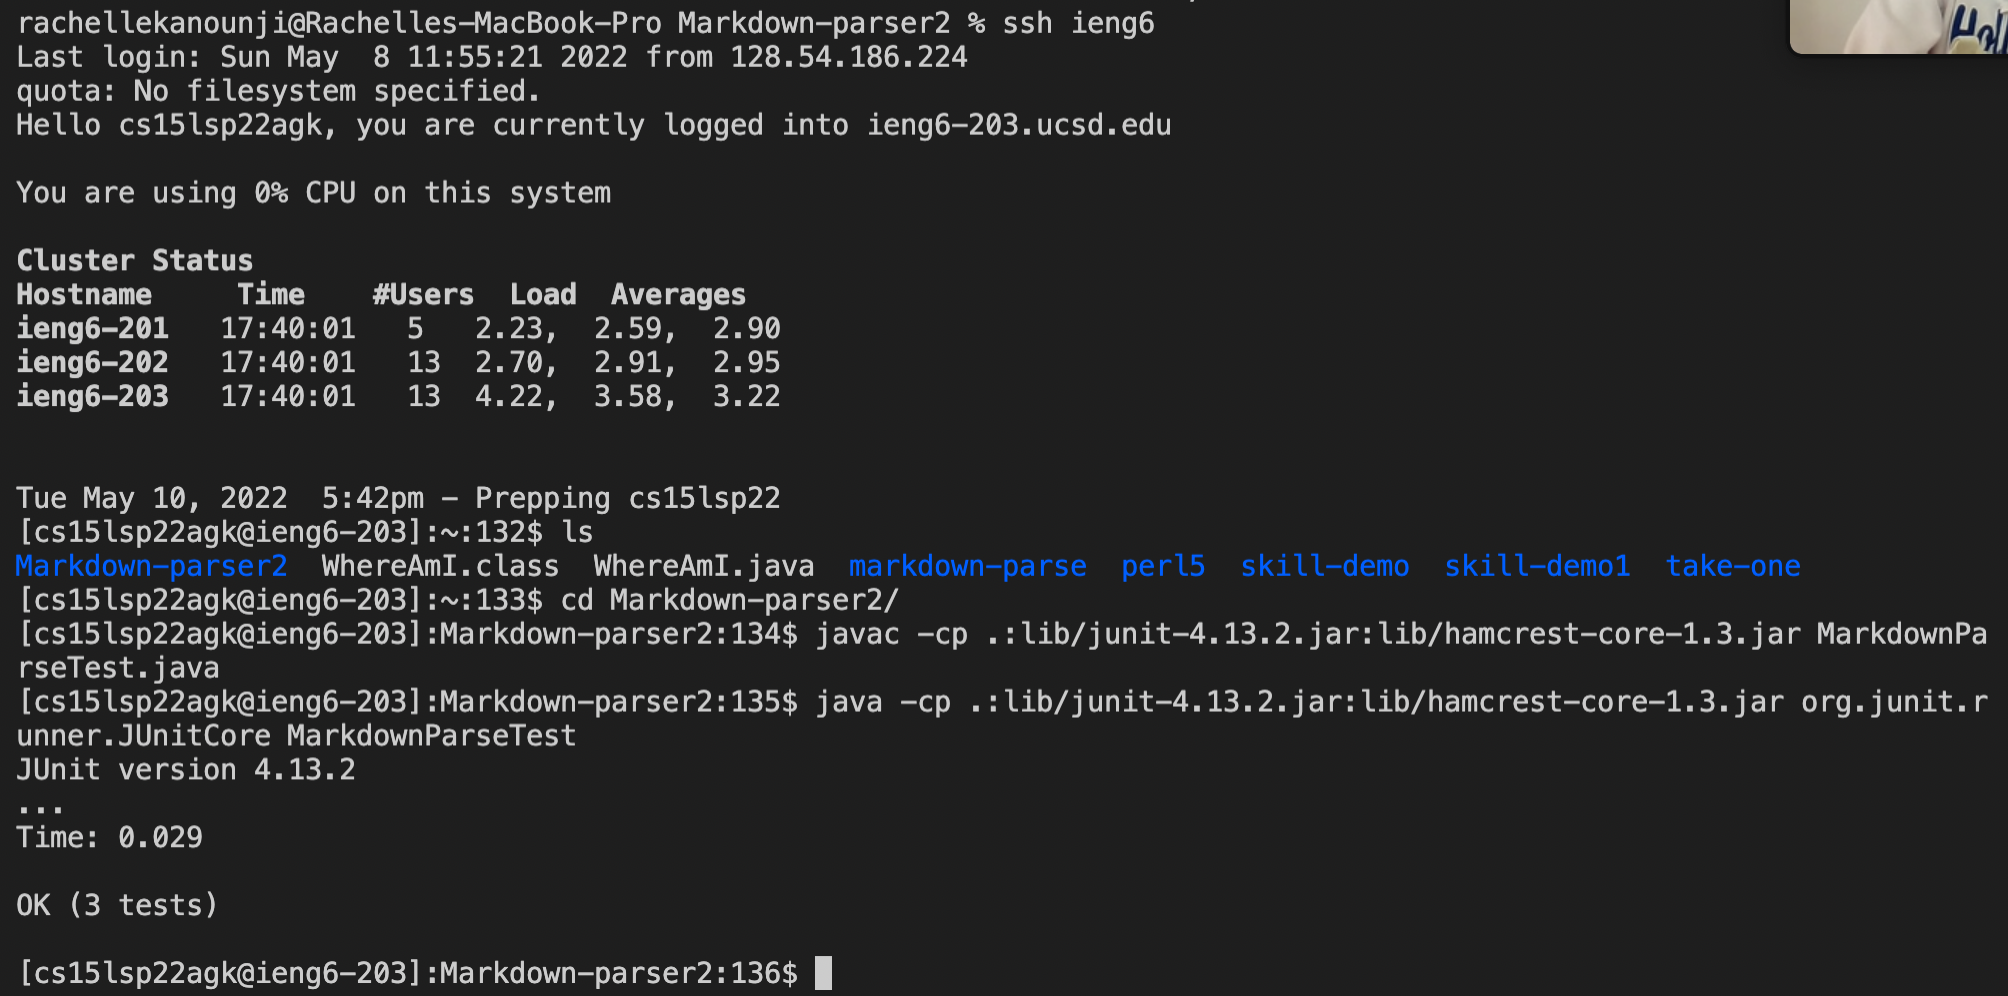 rachellekanounji@Rachelles-MacBook-Pro Markdown-parser2 % ssh ieng6
Last login: Sun May  8 11:55:21 2022 from 128.54.186.224
quota: No filesystem specified.
Hello cs15lsp22agk, you are currently logged into ieng6-203.ucsd.edu
You are using 0% CPU on this system
Cluster Status
Hostname     Time    #Users  Load  Averages
ieng6-201   17:40:01   5   2.23,  2.59,  2.90
ieng6-202   17:40:01   13  2.70,  2.91,  2.95
ieng6-203   17:40:01   13  4.22,  3.58,  3.22
Tue May 10, 2022  5:42pm - Prepping cs15lsp22
[cs15lsp22agk@ieng6-203]:~:132$ ls
Markdown-parser2  WhereAmI.class  WhereAmI.java  markdown-parse  perl5  skill-demo  skill-demo1  take-one
[cs15lsp22agk@ieng6-203]:~:133$ cd Markdown-parser2/
[cs15lsp22agk@ieng6-203]:Markdown-parser2:134$ javac -cp .:lib/junit-4.13.2.jar:lib/hamcrest-core-1.3.jar MarkdownPa
rseTest.java
[cs15lsp22agk@ieng6-203]:Markdown-parser2:135$ java -cp .:lib/junit-4.13.2.jar:lib/hamcrest-core-1.3.jar org.junit.r
unner.JUnitCore MarkdownParseTest
JUnit version 4.13.2
...
Time: 0.029
OK (3 tests)
[cs15lsp22agk@ieng6-203]:Markdown-parser2:136$